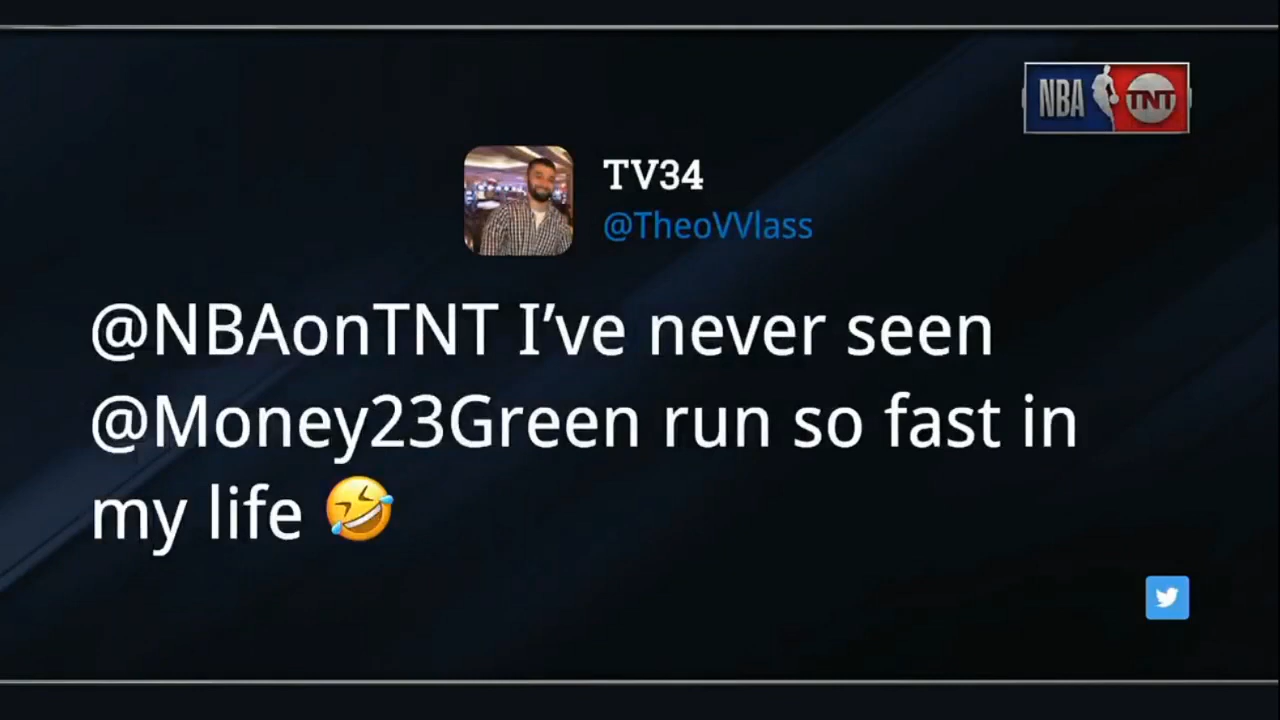 NBA TNT
TV34
@TheoVVlass
@NBAonTNT I’ve never seen
@Money23Green run so fast in
my life 🤣